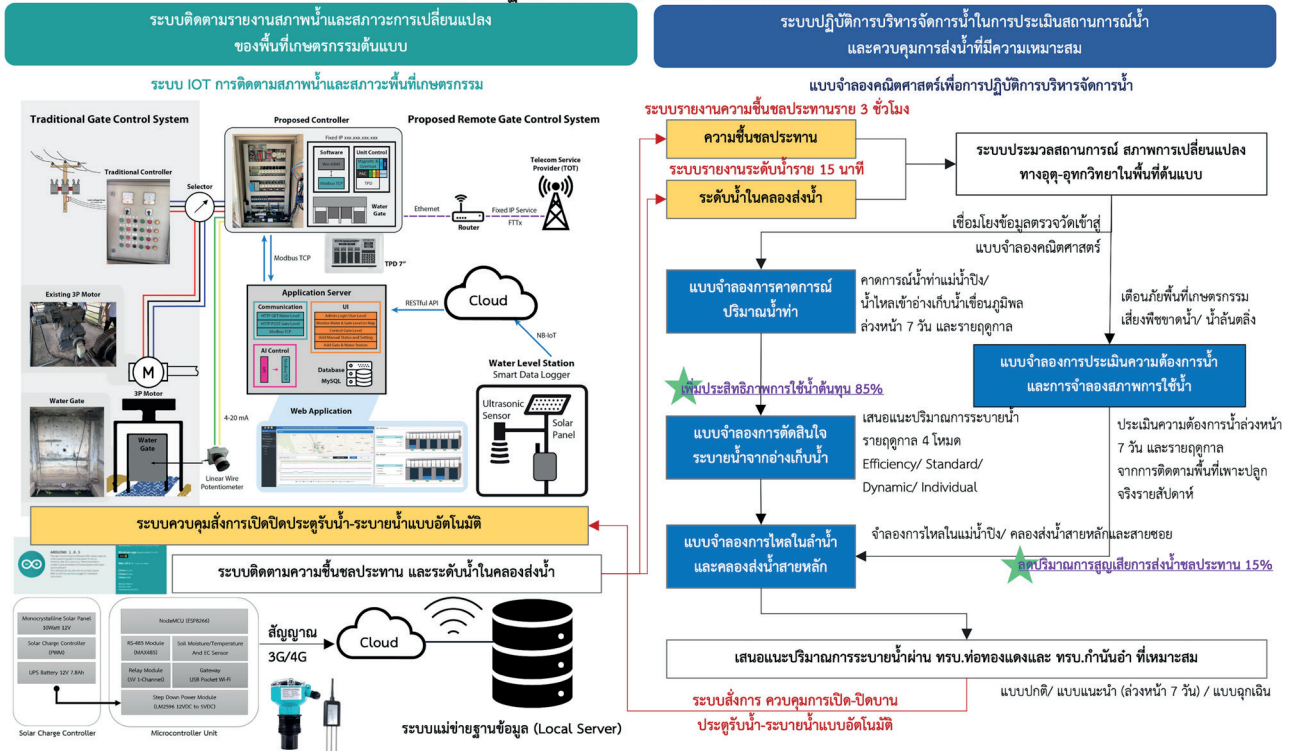 ระบบติดตามรายงานสภาพน้ำและสภาวะการเปลี่ยนแปลง
ของพื้นที่เกษตรกรรมต้นแบบ
ระบบ IOT การติดตามสภาพน้ำและสภาวะพื้นที่เกษตรกรรม
Traditional Gate Control System
Traditional Controller
Selector
Existing 3P Motor
M
3P Motor
Water Gate
Water
Gate
4-20 mA
Linear Wire
Potentiometer
Proposed Controller
Fixed IP xxx.xxx.xxx.xxx
Software
Modbus TCP
Unit Control
PAC
TPD
Water
Gate
Proposed Remote Gate Control System
Telecom Service
Provider (TOT)
Ethernet
Router
Fixed IP Service
FTTx
Modbus TCP
TPD 7"
Application Server
Communication
Modbus TCP
UI
Control Gate Level
AI Control
Database
MySQL
RESTful API
Cloud
NB-IoT
Web Application
Water Level Station
Smart Data Logger
Ultrasonic
Sensor
Solar
Panel
ระบบควบคุมสั่งการเปิดปิดประตูรับน้ำ-ระบายน้ำแบบอัตโนมัติ
ระบบติดตามความชื้นชลประทาน และระดับน้ำในคลองส่งน้ำ
Monocrystalline Solar Panel
10Watt 12V
Solar Charge Controller
(PWM)
UPS Battery 12V 7.8Ah
Solar Charge Controller
NodeMCU (ESP8266)
RS-485 Module
(MAX485)
Soil Moisture/Temperature
And EC Sensor
Relay Module
(5V 1-Channel)
Gateway
USB Pocket Wi-Fi
Step Down Power Module
(LM2596 12VDC to 5VDC)
Microcontroller Unit
สัญญาณ
3G/4G
Cloud
ระบบแม่ข่ายฐานข้อมูล (Local Server)
ระบบปฏิบัติการบริหารจัดการน้ำในการประเมินสถานการณ์น้ำ
และควบคุมการส่งน้ำที่มีความเหมาะสม
แบบจำลองคณิตศาสตร์เพื่อการปฏิบัติการบริหารจัดการน้ำ
ระบบรายงานความชื้นชลประทานราย 3 ชั่วโมง
ความชื้นชลประทาน
ระบบรายงานระดับน้ำราย 15 นาที
ระดับน้ำในคลองส่งน้ำ
ระบบประมวลสถานการณ์ สภาพการเปลี่ยนแปลง
ทางอุตุ-อุทกวิทยาในพื้นที่ต้นแบบ
เชื่อมโยงข้อมูลตรวจวัดเข้าสู่
แบบจำลองคณิตศาสตร์
แบบจำลองการคาดการณ์
ปริมาณน้ำท่า
คาดการณ์น้ำท่าแม่น้ำปิง/
น้ำไหลเข้าอ่างเก็บน้ำเขื่อนภูมิพล
ล่วงหน้า 7 วัน และรายฤดูกาล
เตือนภัยพื้นที่เกษตรกรรม
เสี่ยงพืชขาดน้ำ/ น้ำล้นตลิ่ง
แบบจำลองการประเมินความต้องการน้ำ
และการจำลองสภาพการใช้น้ำ
เพิ่มประสิทธิภาพการใช้น้ำต้นทุน 85%
แบบจำลองการตัดสินใจ
ระบายน้ำจากอ่างเก็บน้ำ
เสนอแนะปริมาณการระบายน้ำ
รายฤดูกาล 4 โหมด
Efficiency/ Standard/
Dynamic/ Individual
ประเมินความต้องการน้ำล่วงหน้า
7 วัน และรายฤดูกาล
จากการติดตามพื้นที่เพาะปลูก
จริงรายสัปดาห์
แบบจำลองการไหลในลำน้ำ
และคลองส่งน้ำสายหลัก
จำลองการไหลในแม่น้ำปิง/ คลองส่งน้ำสายหลักและสายซอย
ลดปริมาณการสูญเสียการส่งน้ำชลประทาน 15%
เสนอแนะปริมาณการระบายน้ำผ่าน ทรบ.ท่อทองแดงและ ทรบ.กำนันอำ ที่เหมาะสม
แบบปกติ/ แบบแนะนำ (ล่วงหน้า 7 วัน) / แบบฉุกเฉิน
ระบบสั่งการ ควบคุมการเปิด-ปิดบาน
ประตูรับน้ำ-ระบายน้ำแบบอัตโนมัติ